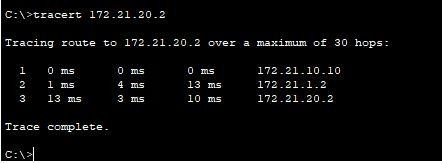 C:\>tracert 172.21.20.2
Tracing route to 172.21.20.2 over a maximum of 30 hops:
1 0 ms 0 ms 0 ms 172.21.10.10
2 1 ms 4 ms 13 ms 172.21.1.2
3 13 ms 3 ms 10 ms 172.21.20.2
Trace complete.
C:\>